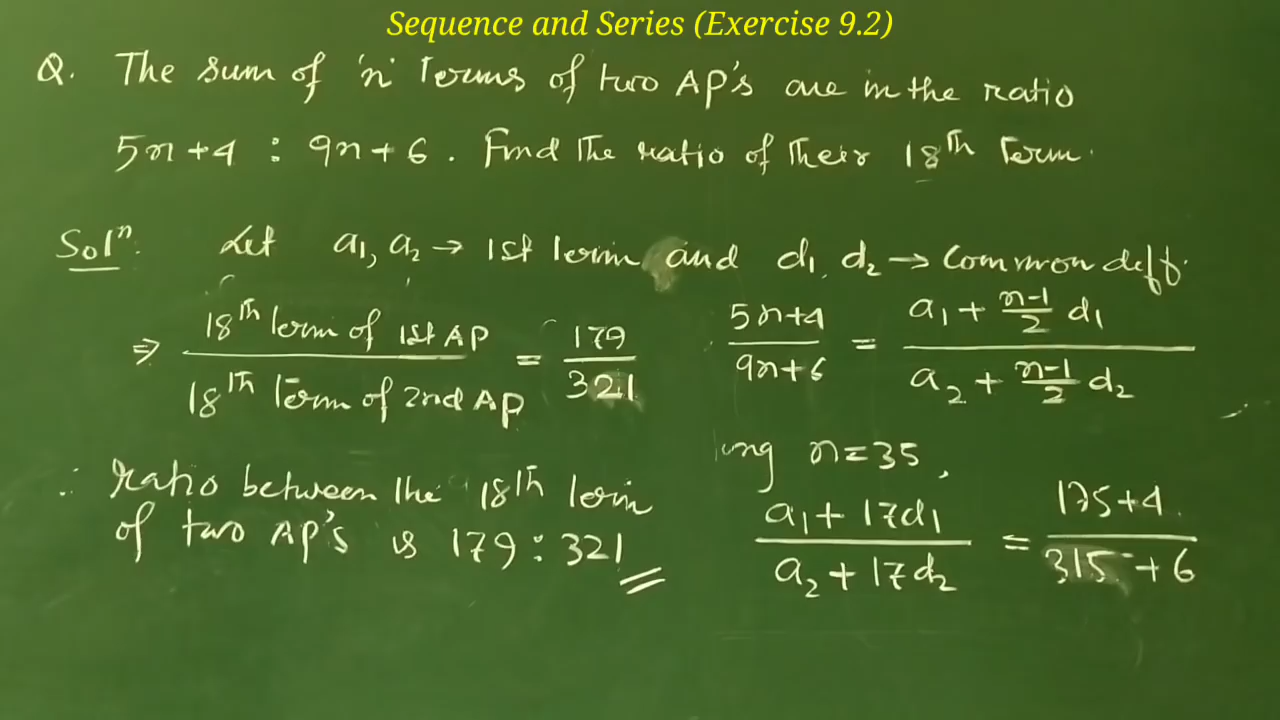 Sequence and Series (Exercise 9.2)
Q. The sum of 'n' Terms of two AP's are in the ratio
5n+4 : 9n+6. Find the ratio of their 18th Term.
Solⁿ. Let a₁, a₂ → 1st term and d₁, d₂ → Common diff.
⇒ 18th term of 1st AP / 18th Term of 2nd AP = 179/321
∴ ratio between the 18th term
of two AP's is 179 : 321
(5n+4)/(9n+6) = (a₁ + (n-1)/2 d₁)/(a₂ + (n-1)/2 d₂)
n=35,
(a₁ + 17d₁)/(a₂ + 17d₂) = (175+4)/(315+6)